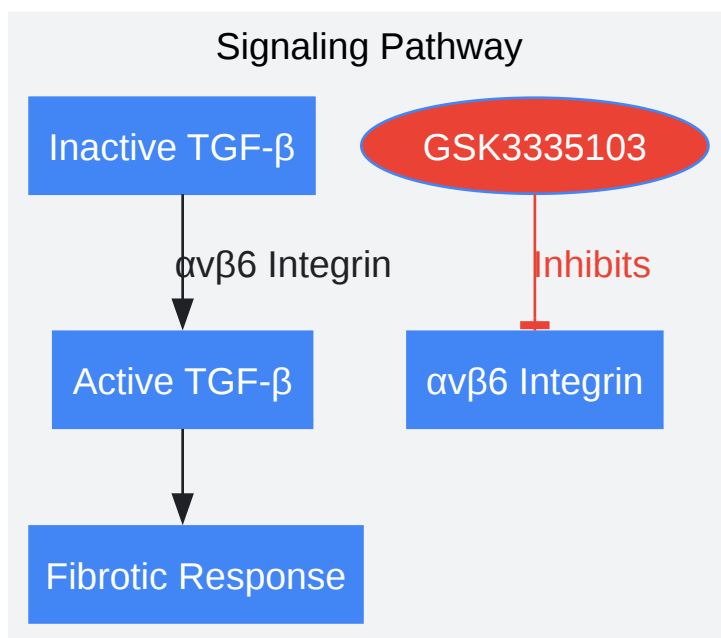 Signaling Pathway
Inactive TGF-β
GSK3335103
αvβ6 Integrin
Inhibits
Active TGF-β
αvβ6 Integrin
Fibrotic Response